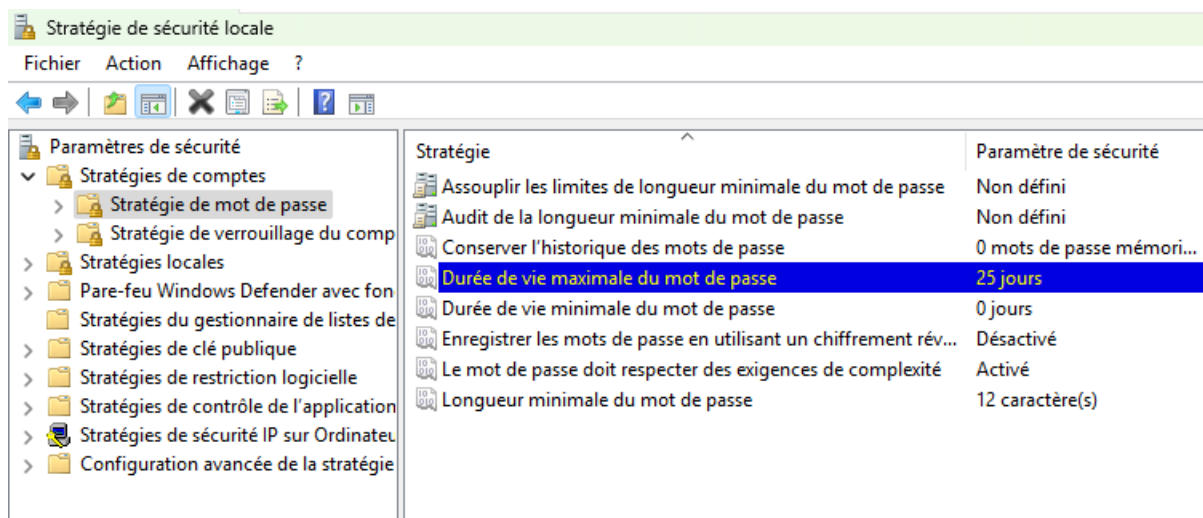 Stratégie de sécurité locale
Fichier Action Affichage ?
Paramètres de sécurité
Stratégies de comptes
Stratégie de mot de passe
Stratégie de verrouillage du comp
Stratégies locales
Pare-feu Windows Defender avec fon
Stratégies du gestionnaire de listes de
Stratégies de clé publique
Stratégies de restriction logicielle
Stratégies de contrôle de l'application
Stratégies de sécurité IP sur Ordinateu
Configuration avancée de la stratégie
Stratégie Paramètre de sécurité
Assouplir les limites de longueur minimale du mot de passe Non défini
Audit de la longueur minimale du mot de passe Non défini
Conserver l'historique des mots de passe 0 mots de passe mémori...
Durée de vie maximale du mot de passe 25 jours
Durée de vie minimale du mot de passe 0 jours
Enregistrer les mots de passe en utilisant un chiffrement rév... Désactivé
Le mot de passe doit respecter des exigences de complexité Activé
Longueur minimale du mot de passe 12 caractère(s)